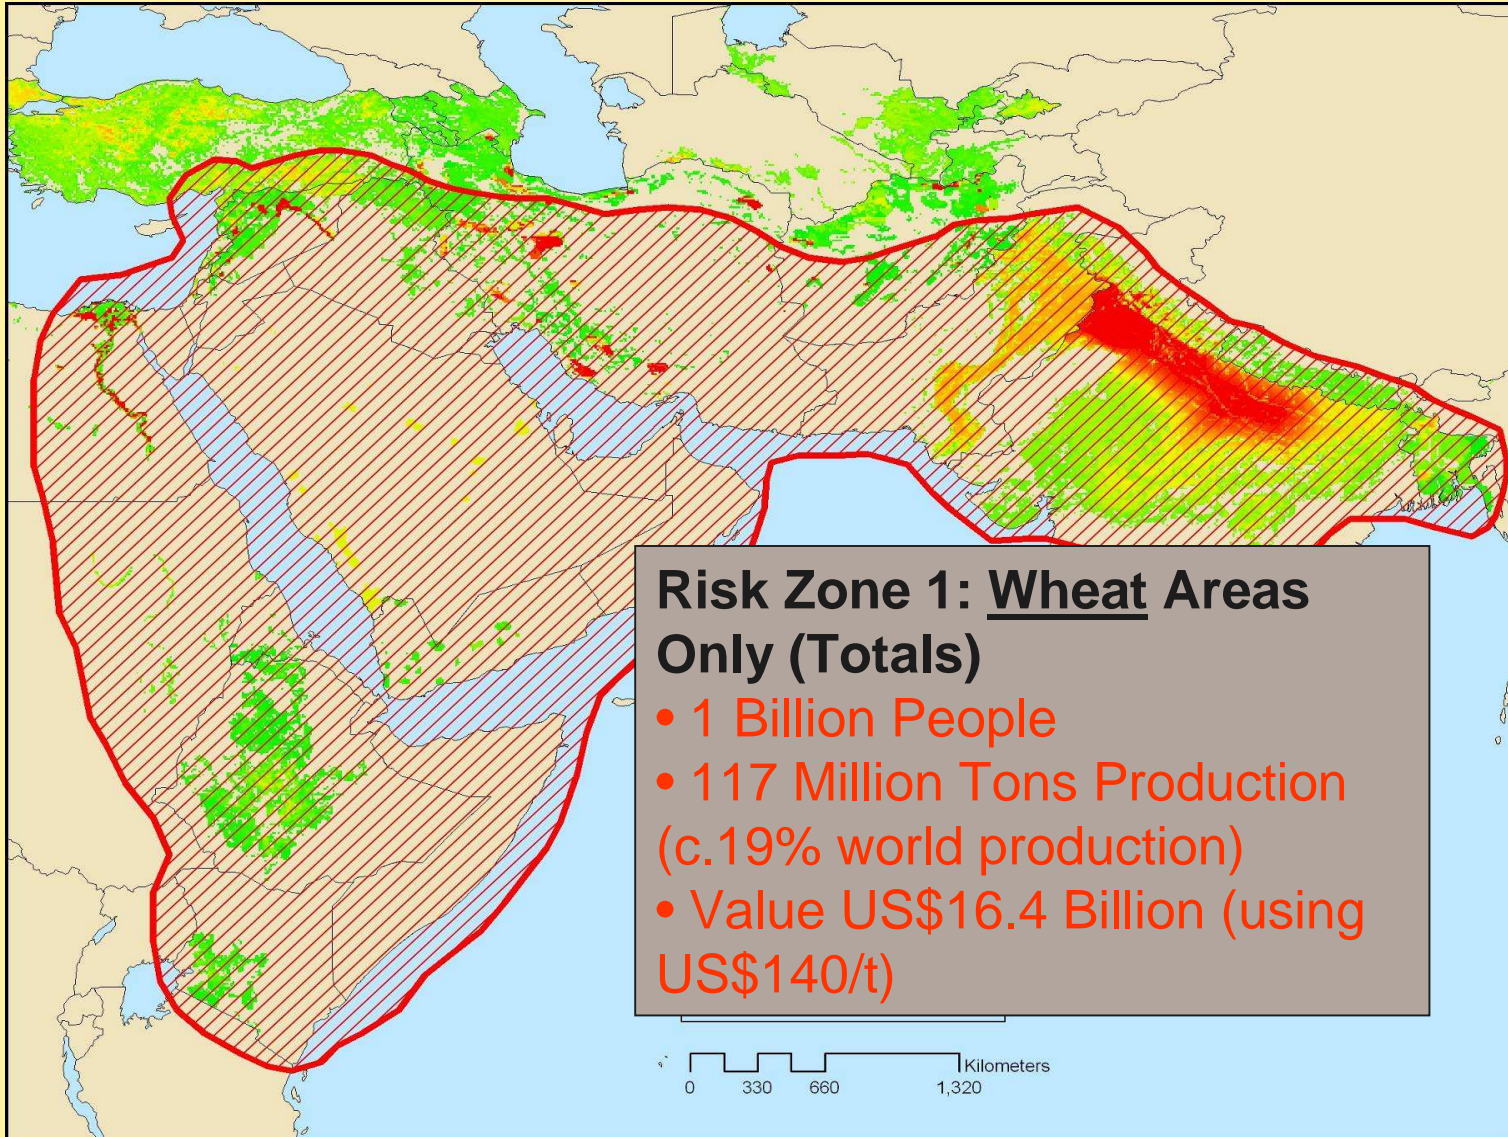 Risk Zone 1: Wheat Areas
Only (Totals)
• 1 Billion People
• 117 Million Tons Production
(c.19% world production)
• Value US$16.4 Billion (using
US$140/t)
Kilometers
0 330 660 1,320